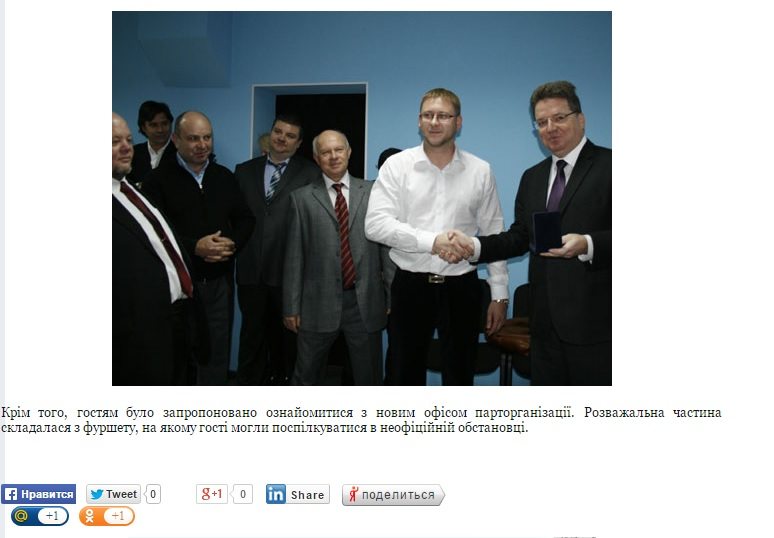 Крім того, гостям було запропоновано ознайомитися з новим офісом парторганізації. Розважальна частина
складалася з фуршету, на якому гості могли поспілкуватися в неофіційній обстановці.
Нравится Tweet 0 g+1 0 in Share Я поделиться
@ +1 +1